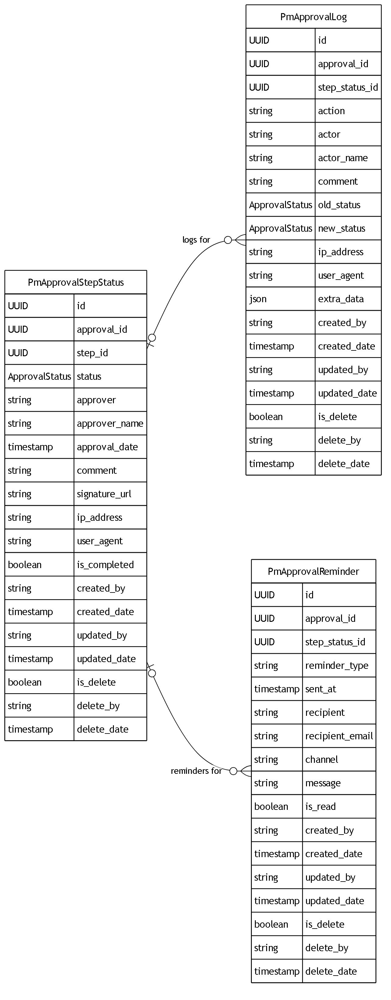 PmApprovalLog
UUID id
UUID approval_id
UUID step_status_id
string action
string actor
string actor_name
string comment
ApprovalStatus old_status
ApprovalStatus new_status
string ip_address
string user_agent
json extra_data
string created_by
timestamp created_date
string updated_by
timestamp updated_date
boolean is_delete
string delete_by
timestamp delete_date
logs for
PmApprovalStepStatus
UUID id
UUID approval_id
UUID step_id
ApprovalStatus status
string approver
string approver_name
timestamp approval_date
string comment
string signature_url
string ip_address
string user_agent
boolean is_completed
string created_by
timestamp created_date
string updated_by
timestamp updated_date
boolean is_delete
string delete_by
timestamp delete_date
reminders for
PmApprovalReminder
UUID id
UUID approval_id
UUID step_status_id
string reminder_type
timestamp sent_at
string recipient
string recipient_email
string channel
string message
boolean is_read
string created_by
timestamp created_date
string updated_by
timestamp updated_date
boolean is_delete
string delete_by
timestamp delete_date